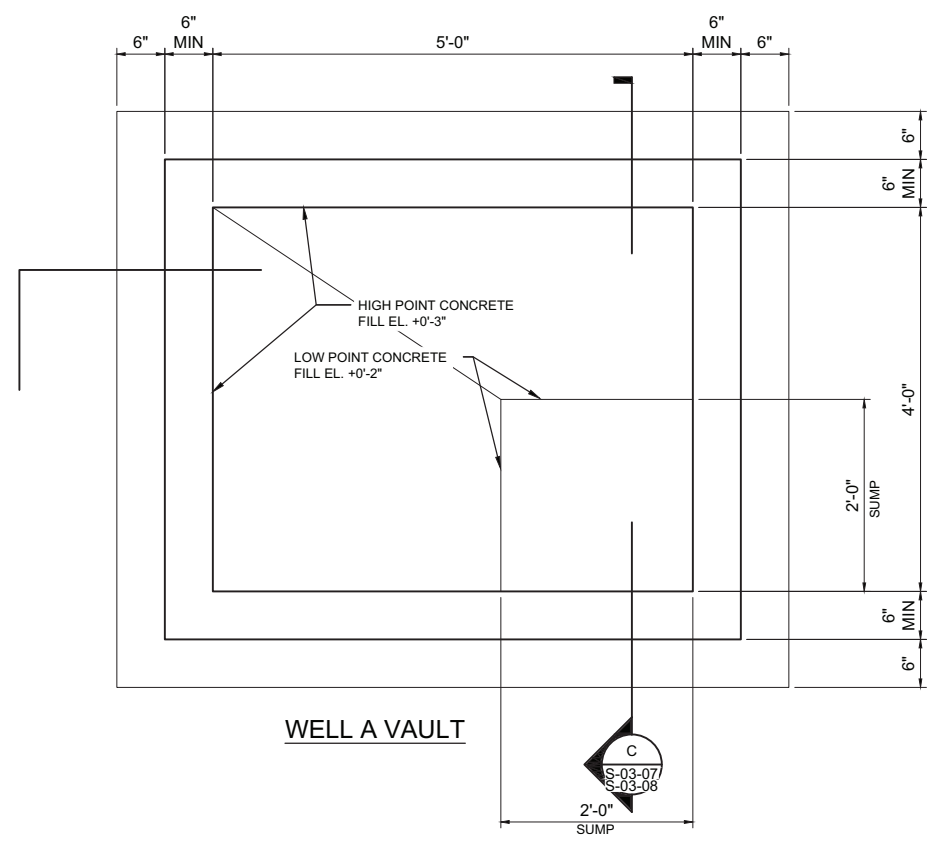 6"
6"
MIN
5'-0"
6"
MIN
6"
6"
6"
MIN
HIGH POINT CONCRETE
FILL EL. +0'-3"
LOW POINT CONCRETE
FILL EL. +0'-2"
4'-0"
2'-0"
SUMP
6"
MIN
6"
WELL A VAULT
C
S-03-07
S-03-08
2'-0"
SUMP